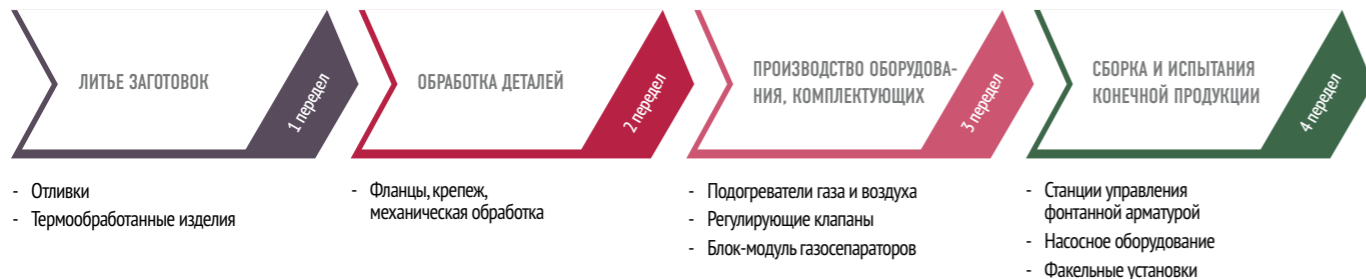 ЛИТЬЕ ЗАГОТОВОК
1 передел
- Отливки
- Термообработанные изделия
ОБРАБОТКА ДЕТАЛЕЙ
2 передел
- Фланцы, крепеж,
механическая обработка
ПРОИЗВОДСТВО ОБОРУДОВА-
НИЯ, КОМПЛЕКТУЮЩИХ
3 передел
- Подогреватели газа и воздуха
- Регулирующие клапаны
- Блок-модуль газосепараторов
СБОРКА И ИСПЫТАНИЯ
КОНЕЧНОЙ ПРОДУКЦИИ
4 передел
- Станции управления
фонтанной арматурой
- Насосное оборудование
- Факельные установки